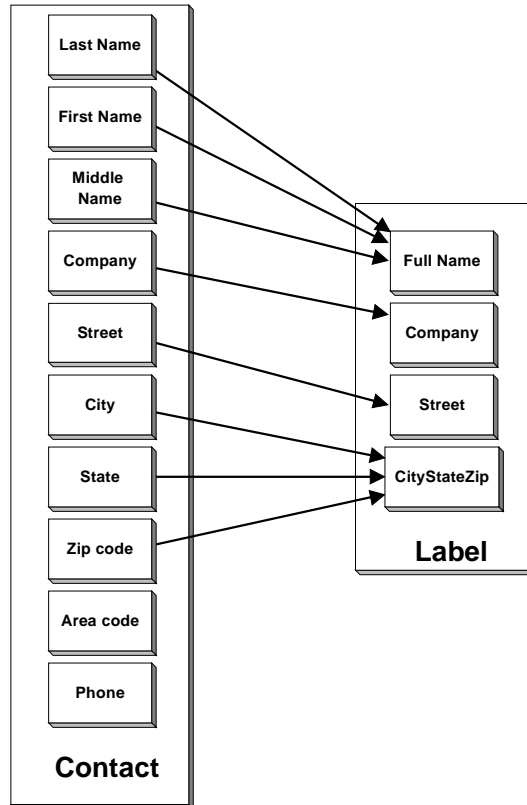 Last Name
First Name
Middle
Name
Company
Street
City
State
Zip code
Area code
Phone
Contact
Full Name
Company
Street
CityStateZip
Label